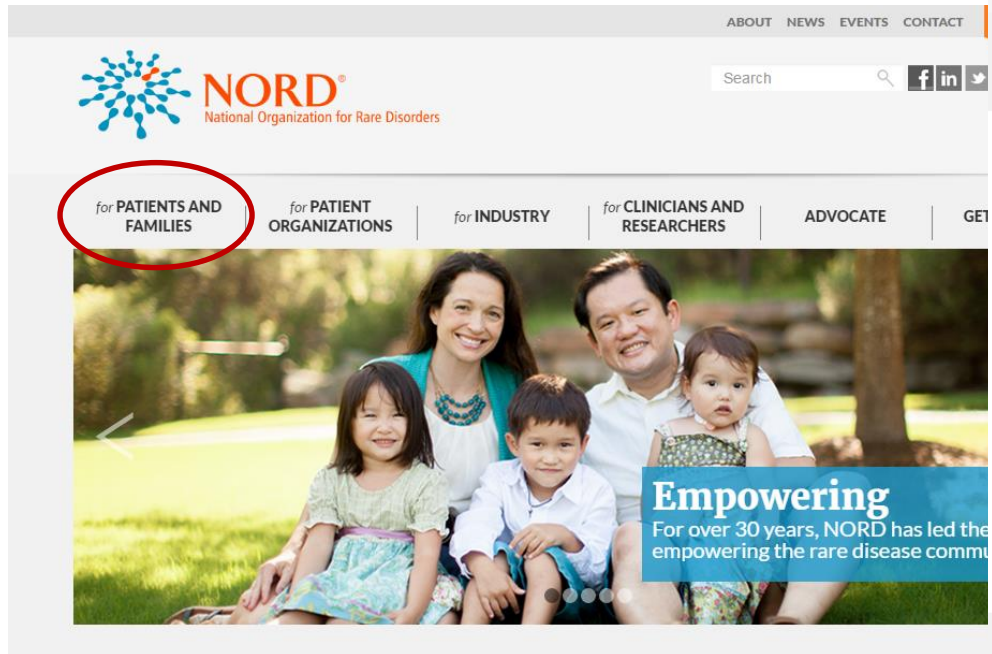 ABOUT NEWS EVENTS CONTACT
NORD®
National Organization for Rare Disorders
Search
f in
for PATIENTS AND
FAMILIES
for PATIENT
ORGANIZATIONS
for INDUSTRY
for CLINICIANS AND
RESEARCHERS
ADVOCATE
GET
Empowering
For over 30 years, NORD has led the
empowering the rare disease commu